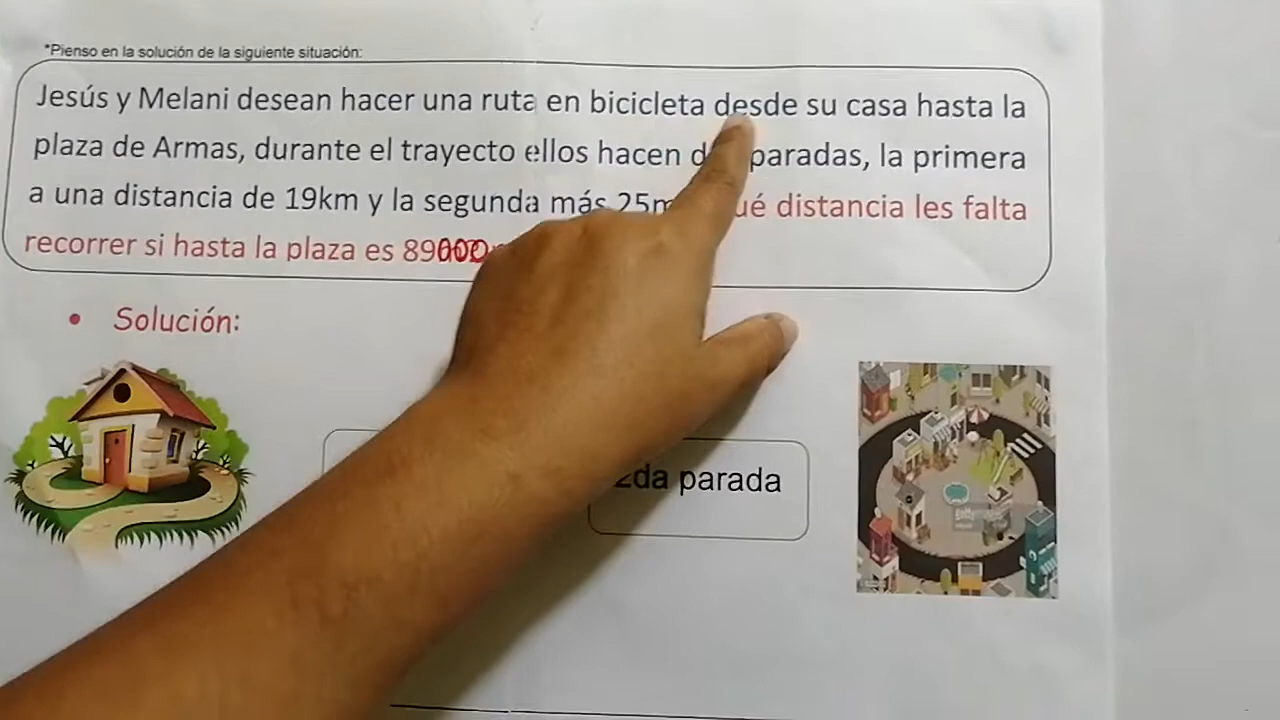 *Pienso en la solución de la siguiente situación:
Jesús y Melani desean hacer una ruta en bicicleta desde su casa hasta la
plaza de Armas, durante el trayecto ellos hacen paradas, la primera
a una distancia de 19km y la segunda más distancia les falta
recorrer si hasta la plaza es
• Solución:
2da parada